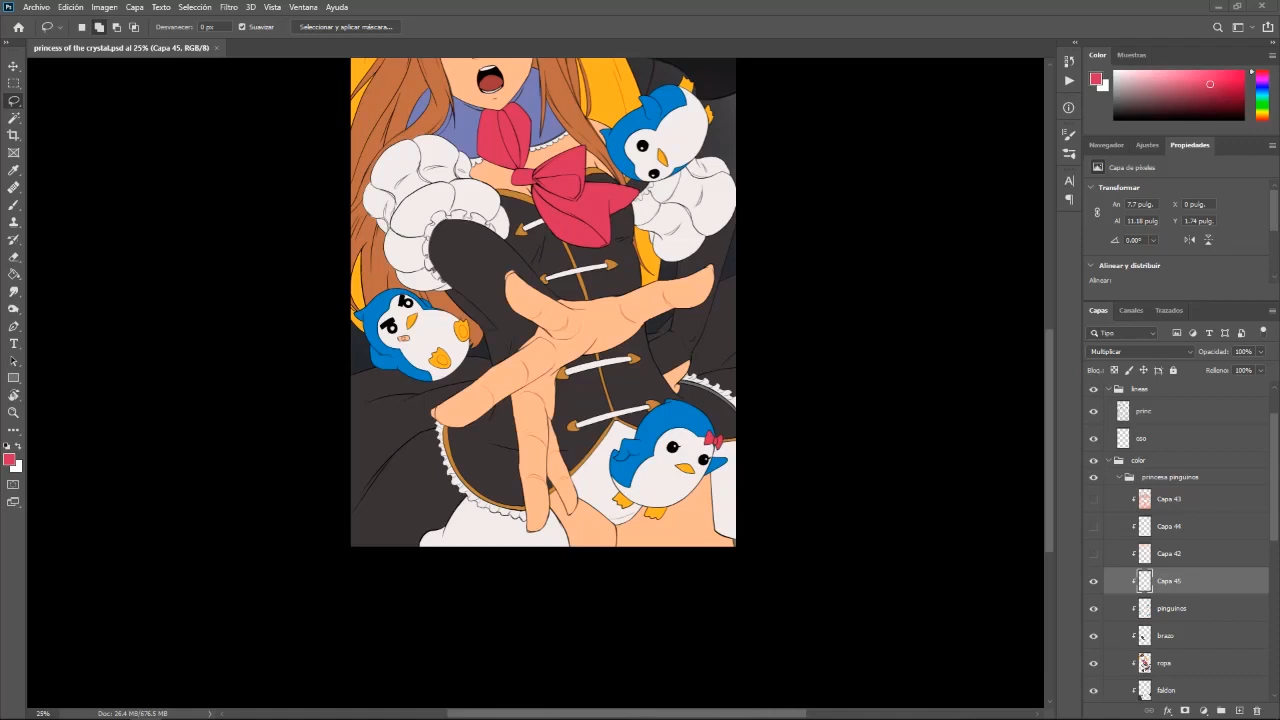 Archivo Edición Imagen Capa Texto Selección Filtro 3D Vista Ventana Ayuda
Desvanecer: 0 px Suavizar Seleccionar y aplicar máscara...
princess of the crystal.psd al 25% (Capa 45, RGB/8) ×
Color Muestras
Navegador Ajustes Propiedades
Capa de píxeles
Transformar
An 7.7 pulg. X 0 pulg.
Al 11.16 pulg Y 1.74 pulg.
0.00°
Alinear y distribuir
Alinear:
Capas Canales Trazados
Tipo
Multiplicar Opacidad: 100%
Bloq.: Relleno: 100%
lineas
princ
oso
color
princesa pinguinos
Capa 43
Capa 44
Capa 42
Capa 45
pinguinos
brazo
ropa
faldon
25% Doc: 26.4 MB/676.5 MB